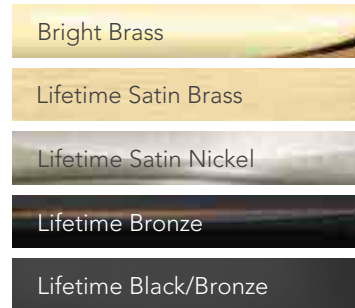 Bright Brass
Lifetime Satin Brass
Lifetime Satin Nickel
Lifetime Bronze
Lifetime Black/Bronze